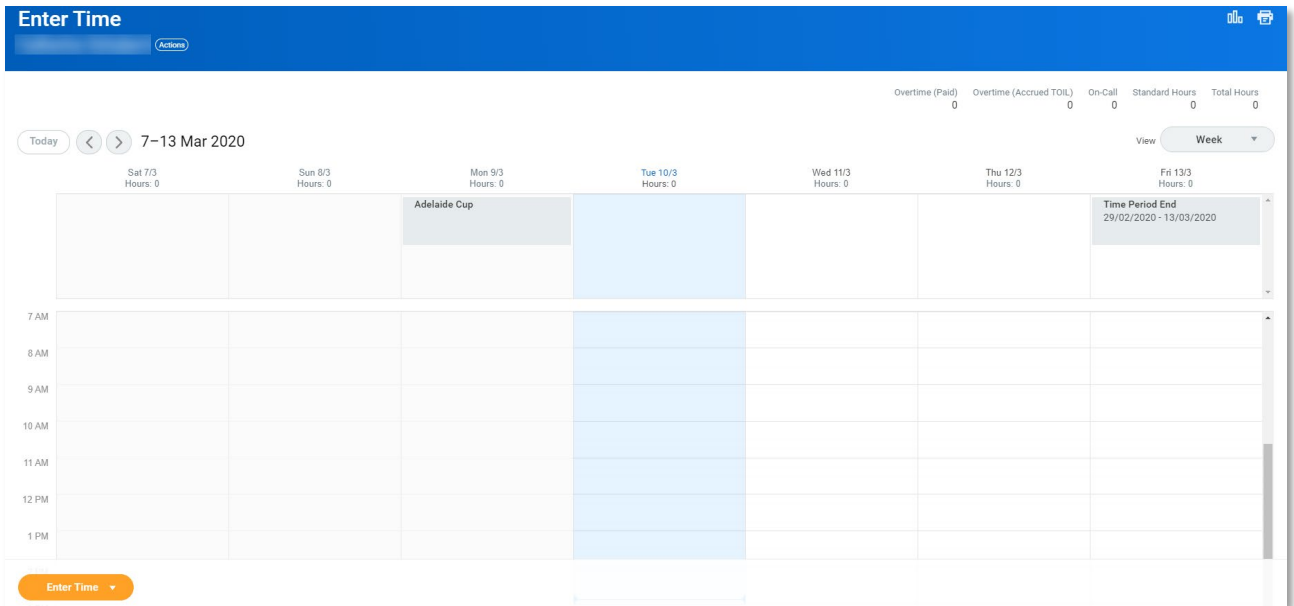 Enter Time
Actions
Overtime (Paid) Overtime (Accrued TOIL) On-Call Standard Hours Total Hours
0 0 0 0 0
Today 7–13 Mar 2020 View Week
Sat 7/3 Sun 8/3 Mon 9/3 Tue 10/3 Wed 11/3 Thu 12/3 Fri 13/3
Hours: 0 Hours: 0 Hours: 0 Hours: 0 Hours: 0 Hours: 0 Hours: 0
Adelaide Cup Time Period End
29/02/2020 - 13/03/2020
7 AM
8 AM
9 AM
10 AM
11 AM
12 PM
1 PM
Enter Time